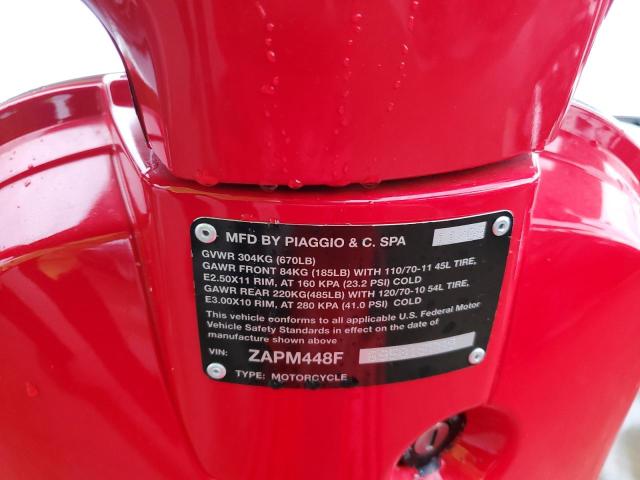 MFD BY PIAGGIO & C. SPA
GVWR 304KG (670LB)
GAWR FRONT 84KG (185LB) WITH 110/70-11 45L TIRE,
E2.50X11 RIM, AT 160 KPA (23.2 PSI) COLD
GAWR REAR 220KG(485LB) WITH 120/70-10 54L TIRE,
E3.00X10 RIM, AT 280 KPA (41.0 PSI) COLD
This vehicle conforms to all applicable U.S. Federal Motor
Vehicle Safety Standards in effect on the date of
manufacture shown above
VIN: ZAPM448F
TYPE: MOTORCYCLE